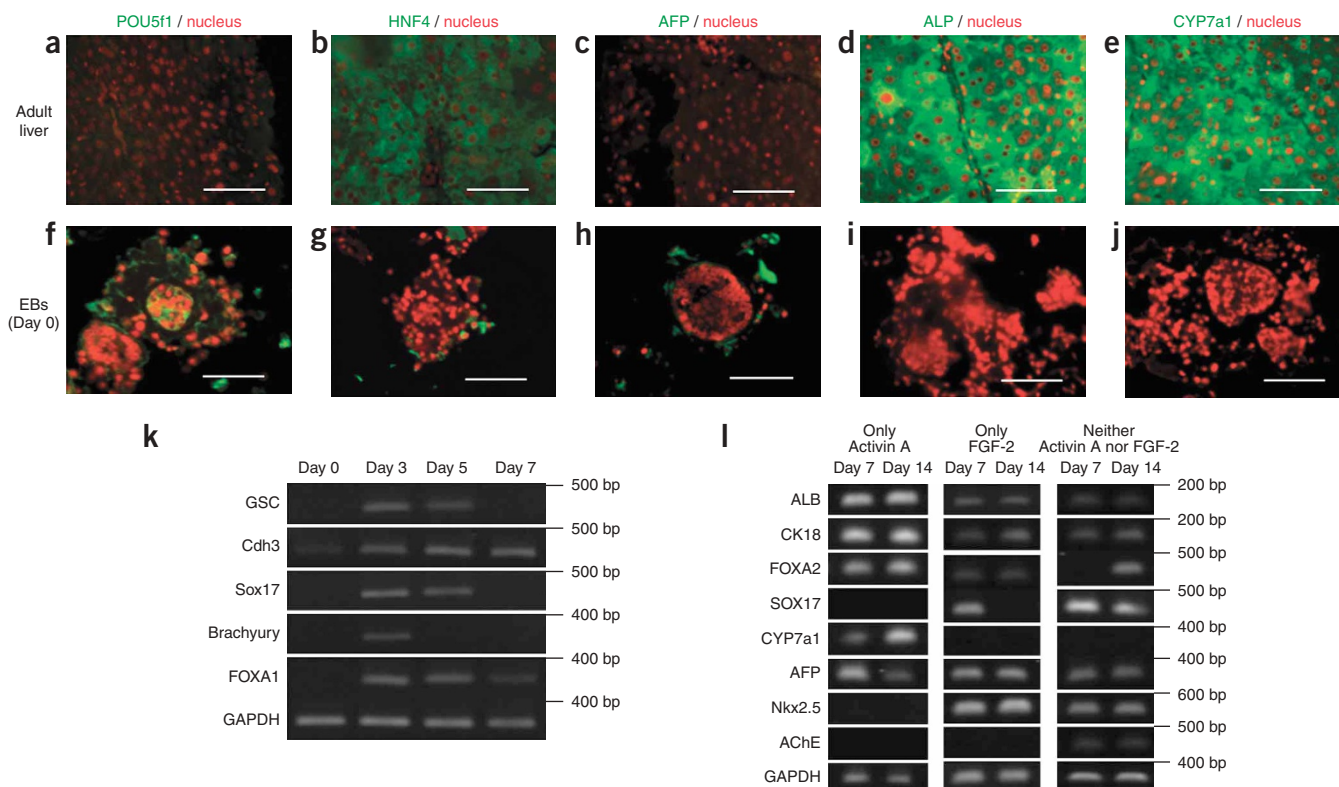 POU5f1 / nucleus HNF4 / nucleus AFP / nucleus ALP / nucleus CYP7a1 / nucleus
a b c d e
Adult
liver
f g h i j
EBs
(Day 0)
k
Day 0 Day 3 Day 5 Day 7
500 bp
GSC
500 bp
Cdh3
500 bp
Sox17
400 bp
Brachyury
400 bp
FOXA1
400 bp
GAPDH
l
Only
Activin A
Only
FGF-2
Neither
Activin A nor FGF-2
Day 7 Day 14 Day 7 Day 14 Day 7 Day 14
200 bp
ALB
200 bp
CK18
500 bp
FOXA2
500 bp
SOX17
400 bp
CYP7a1
400 bp
AFP
600 bp
Nkx2.5
500 bp
AChE
400 bp
GAPDH